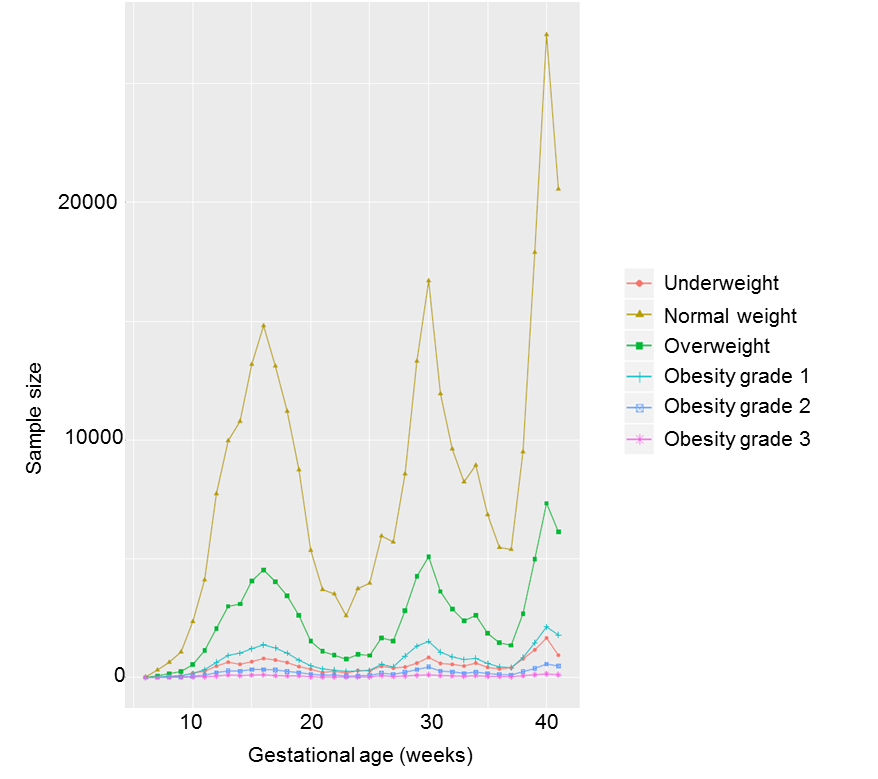 20000
10000
0
Sample size
10
20
30
40
Gestational age (weeks)
Underweight
Normal weight
Overweight
Obesity grade 1
Obesity grade 2
Obesity grade 3